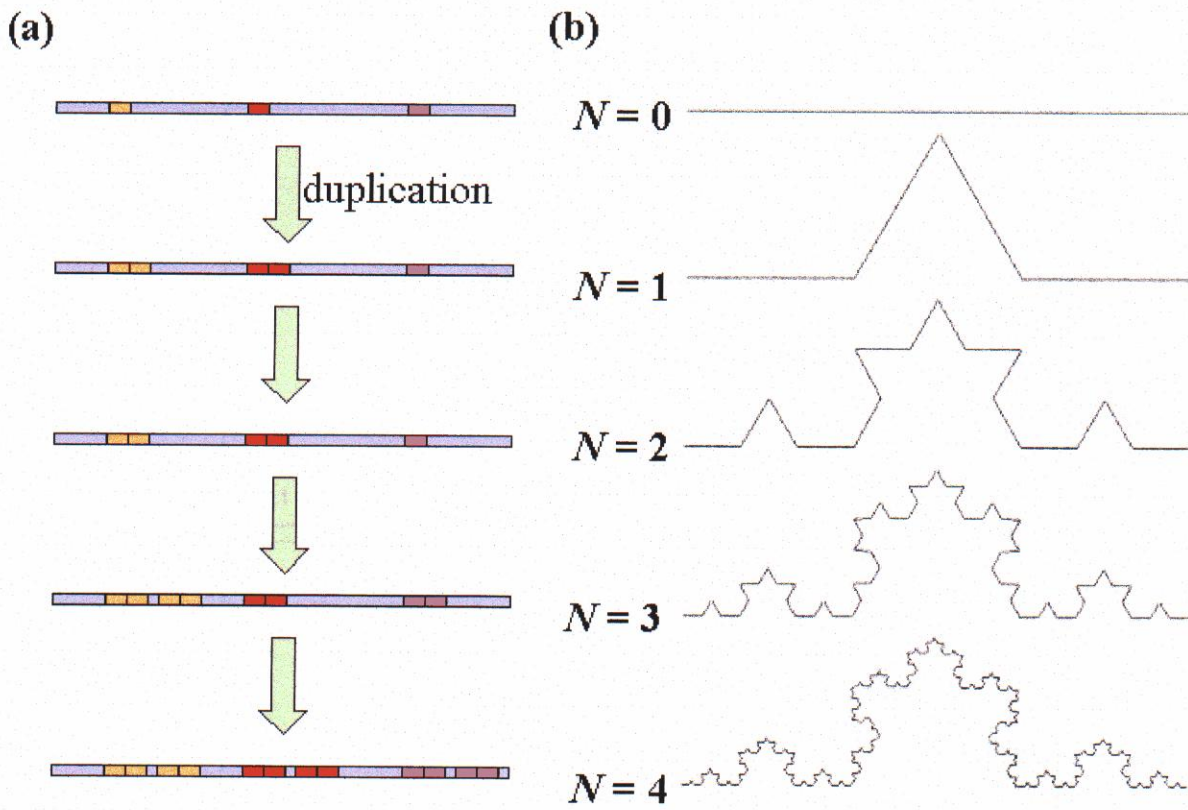 (a)
duplication
(b)
N = 0
N = 1
N = 2
N = 3
N = 4